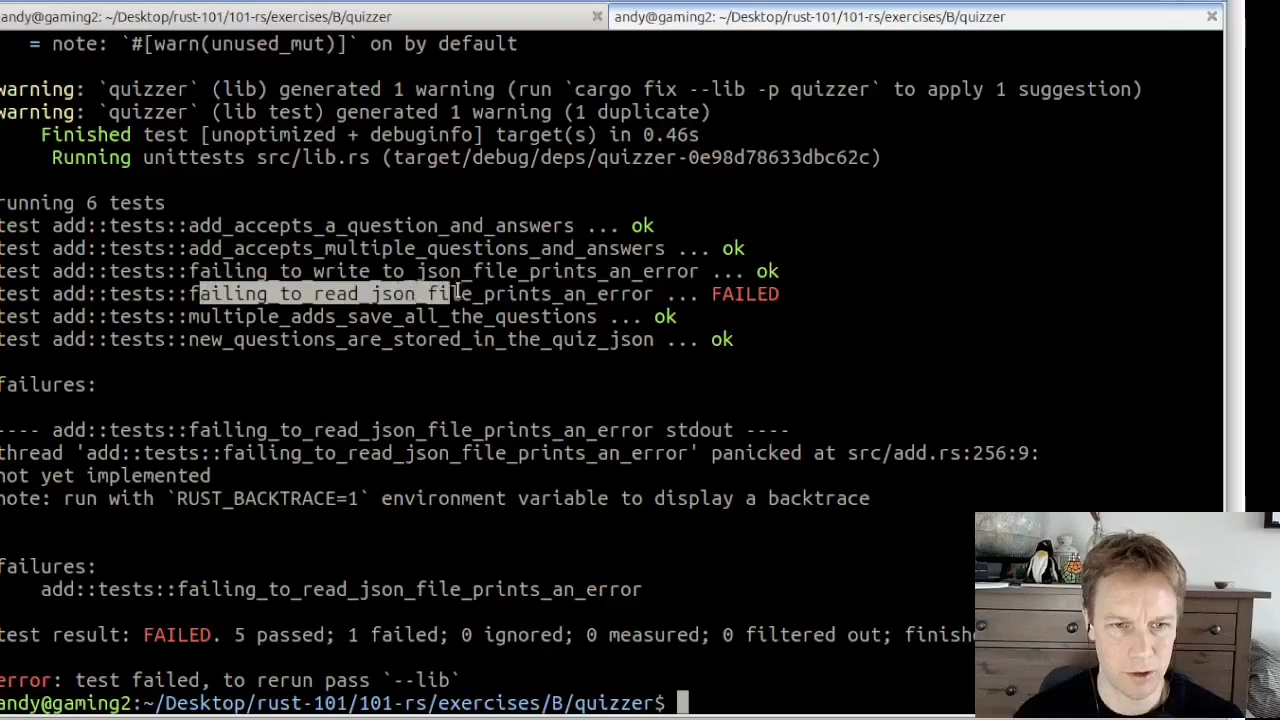 andy@gaming2: ~/Desktop/rust-101/101-rs/exercises/B/quizzer
andy@gaming2: ~/Desktop/rust-101/101-rs/exercises/B/quizzer
= note: `#[warn(unused_mut)]` on by default
warning: `quizzer` (lib) generated 1 warning (run `cargo fix --lib -p quizzer` to apply 1 suggestion)
warning: `quizzer` (lib test) generated 1 warning (1 duplicate)
Finished test [unoptimized + debuginfo] target(s) in 0.46s
Running unittests src/lib.rs (target/debug/deps/quizzer-0e98d78633dbc62c)
running 6 tests
test add::tests::add_accepts_a_question_and_answers ... ok
test add::tests::add_accepts_multiple_questions_and_answers ... ok
test add::tests::failing_to_write_to_json_file_prints_an_error ... ok
test add::tests::failing_to_read_json_file_prints_an_error ... FAILED
test add::tests::multiple_adds_save_all_the_questions ... ok
test add::tests::new_questions_are_stored_in_the_quiz_json ... ok
failures:
---- add::tests::failing_to_read_json_file_prints_an_error stdout ----
thread 'add::tests::failing_to_read_json_file_prints_an_error' panicked at src/add.rs:256:9:
not yet implemented
note: run with `RUST_BACKTRACE=1` environment variable to display a backtrace
failures:
add::tests::failing_to_read_json_file_prints_an_error
test result: FAILED. 5 passed; 1 failed; 0 ignored; 0 measured; 0 filtered out; finishe
error: test failed, to rerun pass `--lib`
andy@gaming2:~/Desktop/rust-101/101-rs/exercises/B/quizzer$